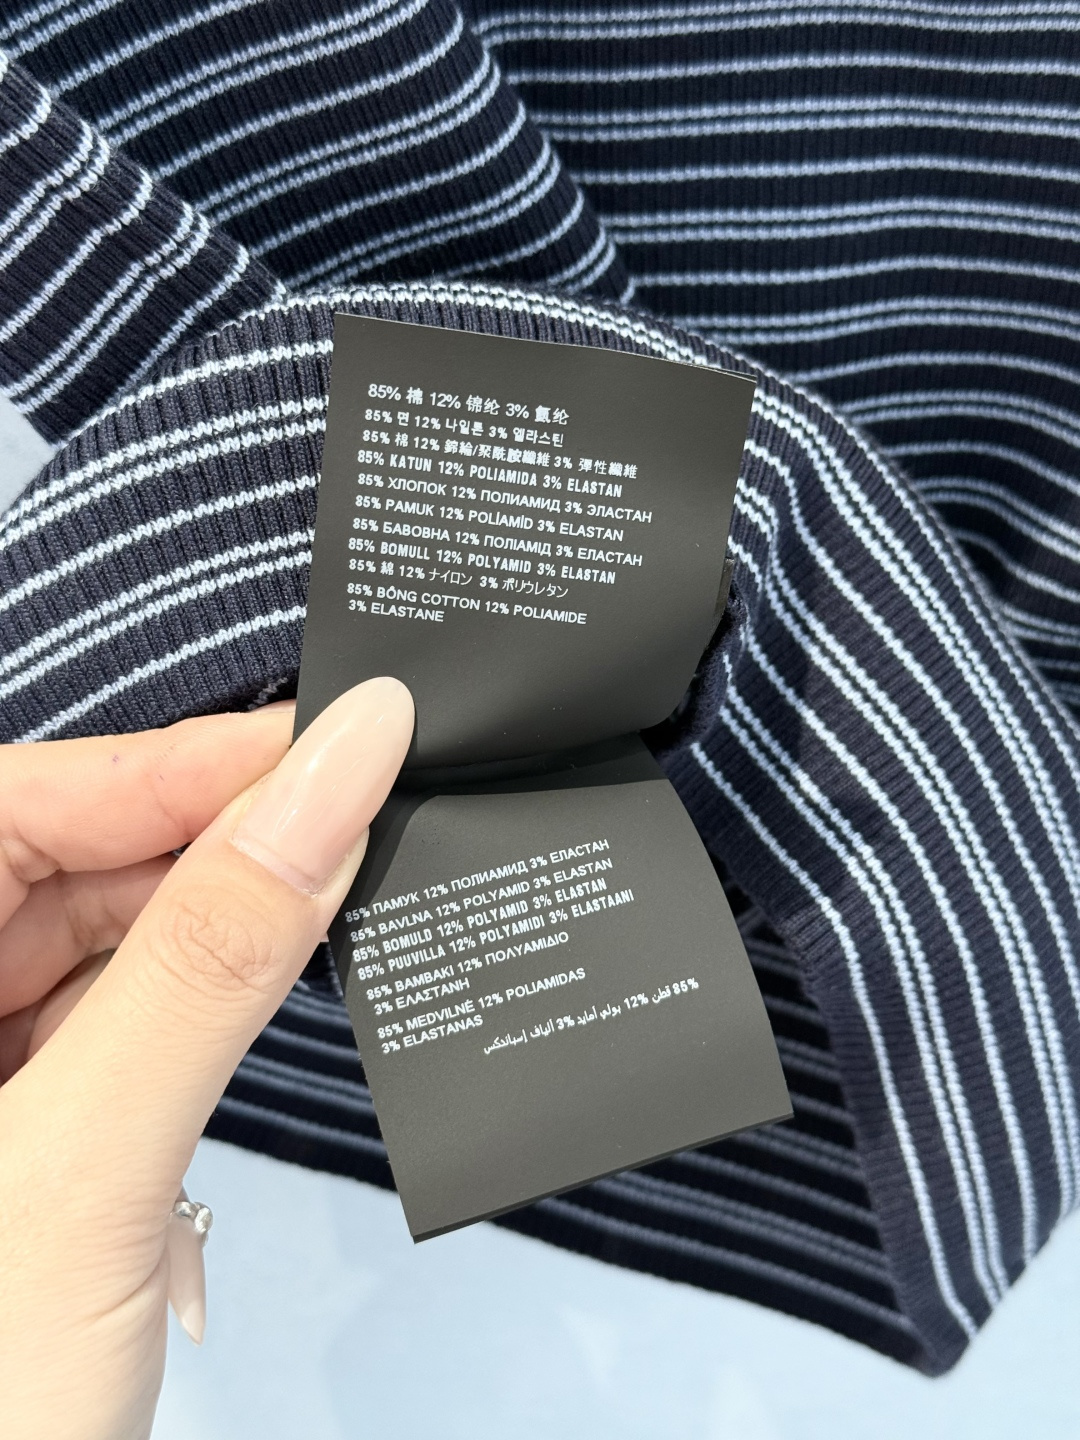 85% 棉 12% 锦纶 3% 氨纶
85% 면 12% 나일론 3% 엘라스틴
85% 棉 12% 錦綸/聚酰胺纖維 3% 彈性纖維
85% KATUN 12% POLIAMIDA 3% ELASTAN
85% ХЛОПОК 12% ПОЛИАМИД 3% ЭЛАСТАН
85% PAMUK 12% POLİAMİD 3% ELASTAN
85% БАВОВНА 12% ПОЛІАМІД 3% ЕЛАСТАН
85% BOMULL 12% POLYAMID 3% ELASTAN
85% 綿 12% ナイロン 3% ポリウレタン
85% BÔNG COTTON 12% POLIAMIDE
3% ELASTANE
85% ПАМУК 12% ПОЛИАМИД 3% ЕЛАСТАН
85% BAVLNA 12% POLYAMID 3% ELASTAN
85% BOMULD 12% POLYAMID 3% ELASTAN
85% PUUVILLA 12% POLYAMIDI 3% ELASTAANI
85% ΒΑΜΒΑΚΙ 12% ΠΟΛΥΑΜΙΔΙΟ
3% ΕΛΑΣΤΑΝΗ
85% MEDVILNĖ 12% POLIAMIDAS
3% ELASTANAS
85% قطن 12% بولي أمايد 3% ألياف إسباندكس